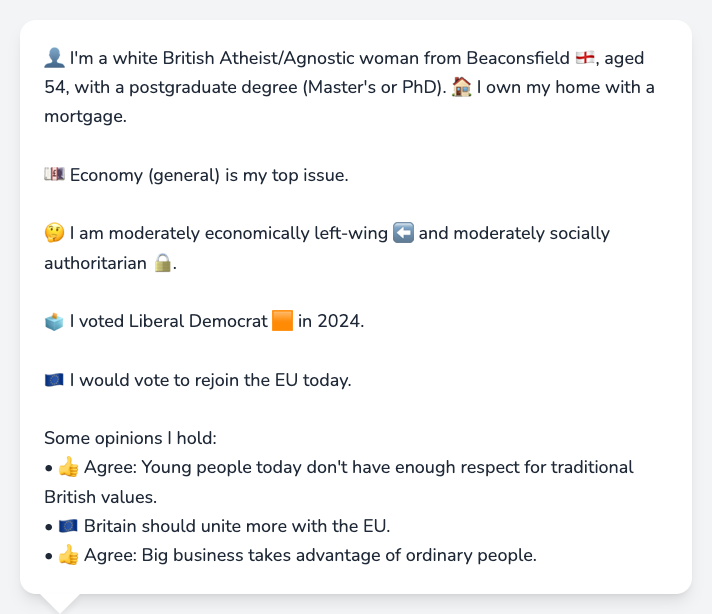 👤 I'm a white British Atheist/Agnostic woman from Beaconsfield 🏴󠁧󠁢󠁥󠁮󠁧󠁿, aged
54, with a postgraduate degree (Master's or PhD). 🏠 I own my home with a
mortgage.
💷 Economy (general) is my top issue.
🤔 I am moderately economically left-wing ⬅️ and moderately socially
authoritarian 🔒.
🗳️ I voted Liberal Democrat 🟧 in 2024.
🇪🇺 I would vote to rejoin the EU today.
Some opinions I hold:
• 👍 Agree: Young people today don't have enough respect for traditional
British values.
• 🇪🇺 Britain should unite more with the EU.
• 👍 Agree: Big business takes advantage of ordinary people.